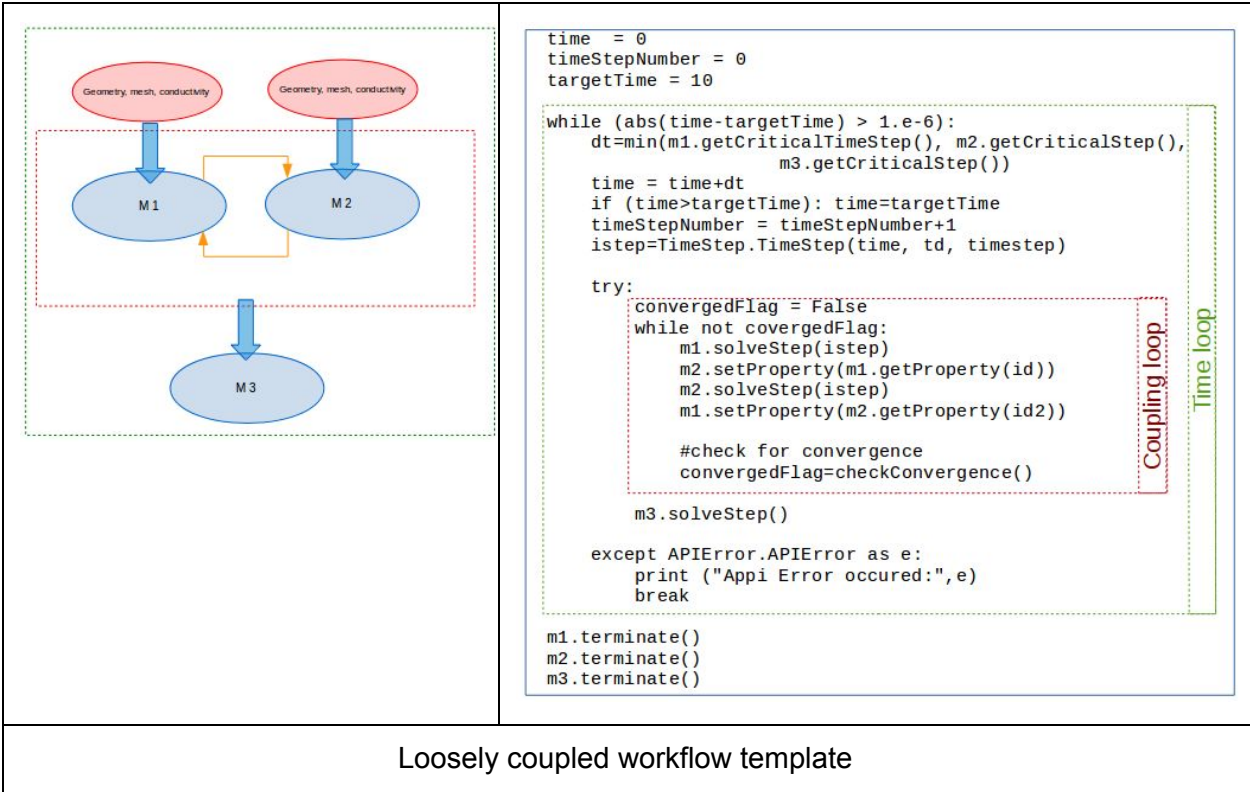 Geometry, mesh, conductivity
Geometry, mesh, conductivity
M 1
M 2
M 3
time  = 0
timeStepNumber = 0
targetTime = 10
while (abs(time-targetTime) > 1.e-6):
    dt=min(m1.getCriticalTimeStep(), m2.getCriticalStep(),
                     m3.getCriticalStep())
    time = time+dt
    if (time>targetTime): time=targetTime
    timeStepNumber = timeStepNumber+1
    istep=TimeStep.TimeStep(time, td, timestep)
    try:
        convergedFlag = False
        while not covergedFlag:
            m1.solveStep(istep)
            m2.setProperty(m1.getProperty(id))
            m2.solveStep(istep)
            m1.setProperty(m2.getProperty(id2))
            #check for convergence
            convergedFlag=checkConvergence()
        m3.solveStep()
    except APIError.APIError as e:
        print ("Appi Error occured:",e)
        break
m1.terminate()
m2.terminate()
m3.terminate()
Coupling loop
Time loop
Loosely coupled workflow template